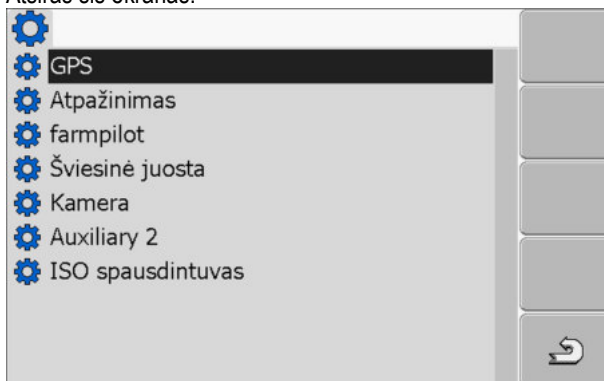 Atsiras šis ekranas:
GPS
Atpažinimas
farmpilot
Šviesinė juosta
Kamera
Auxiliary 2
ISO spausdintuvas